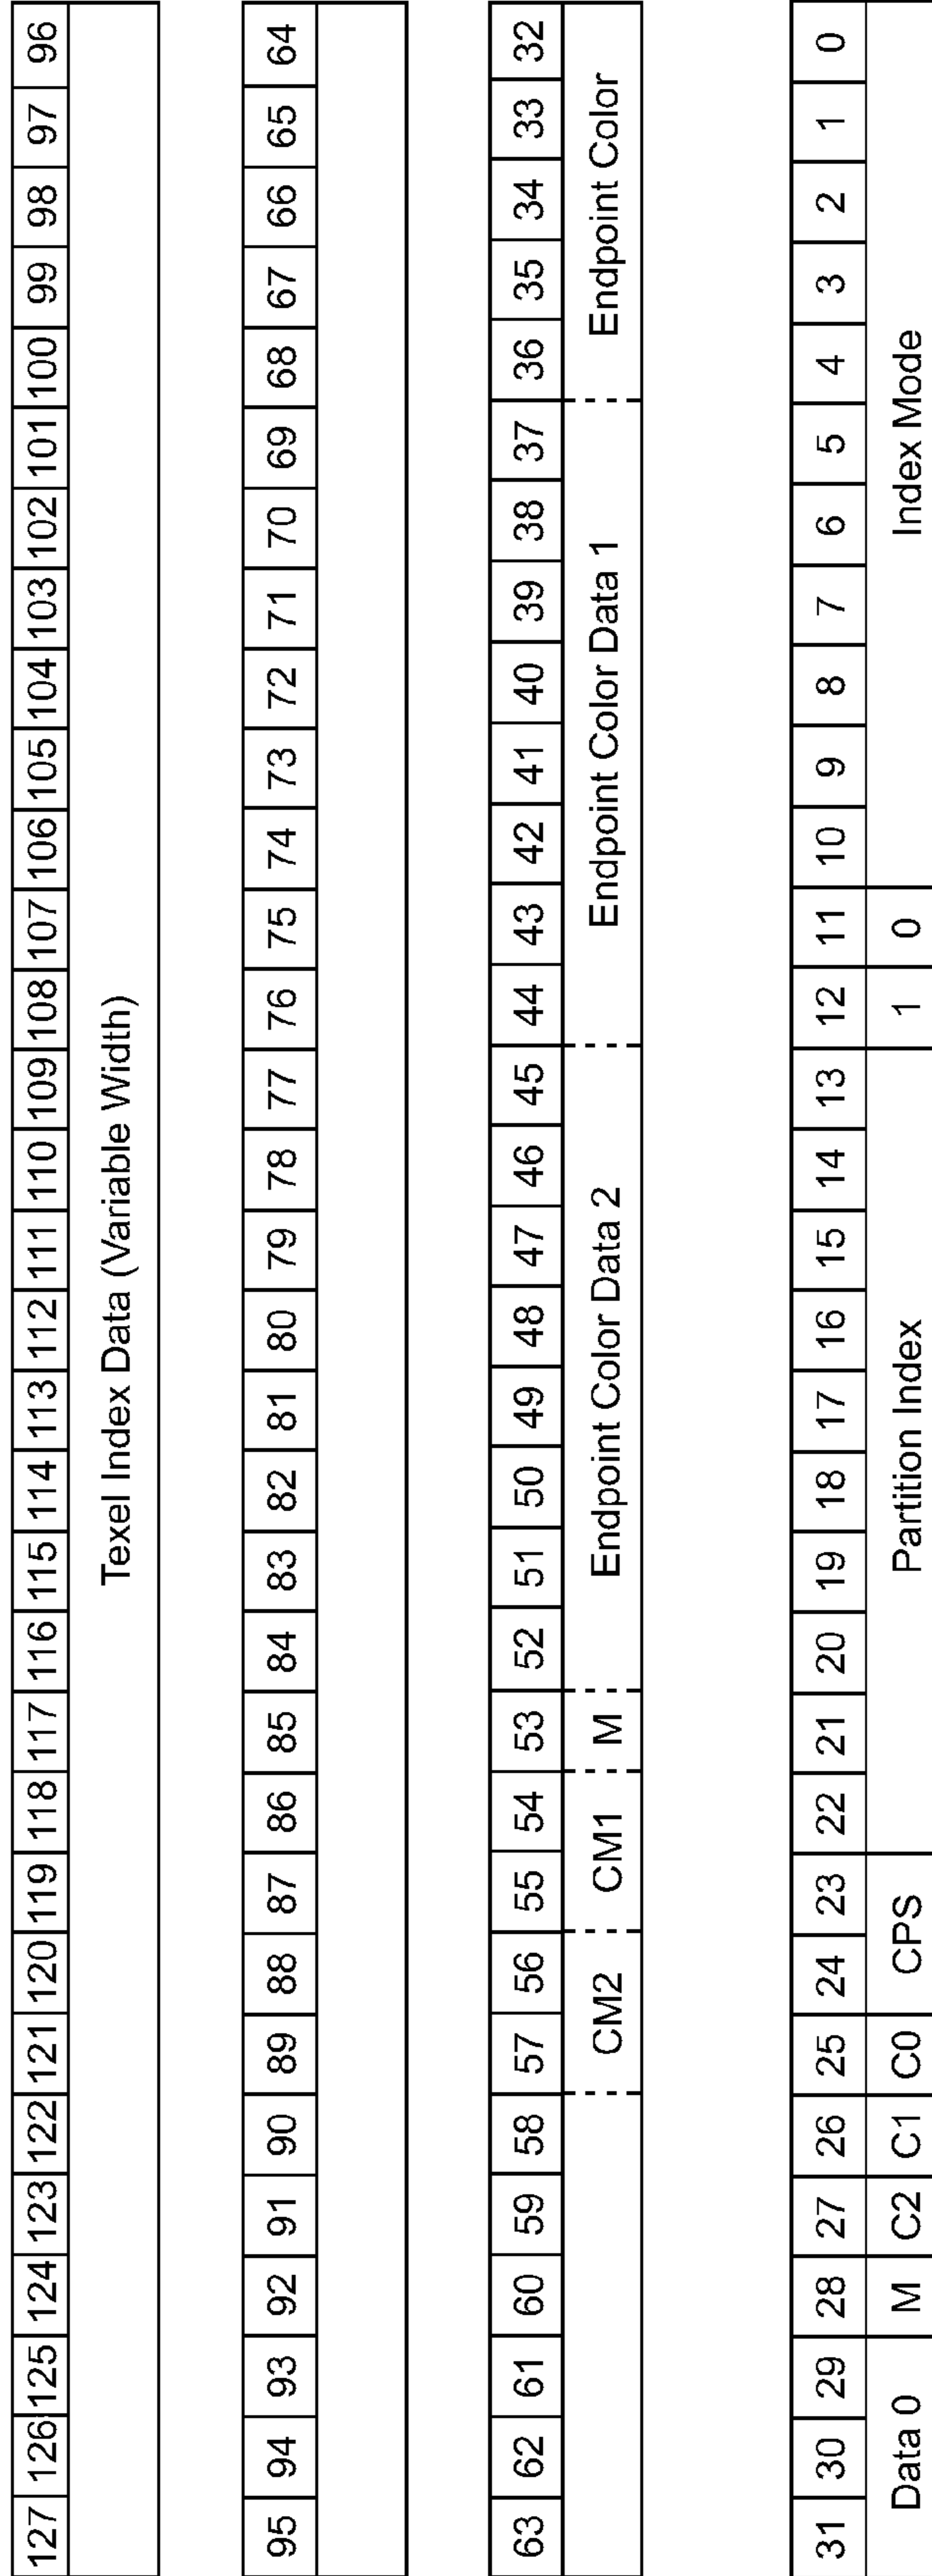 127 126 125 124 123 122 121 120 119 118 117 116 115 114 113 112 111 110 109 108 107 106 105 104 103 102 101 100 99 98 97 96
Texel Index Data (Variable Width)
95 94 93 92 91 90 89 88 87 86 85 84 83 82 81 80 79 78 77 76 75 74 73 72 71 70 69 68 67 66 65 64
63 62 61 60 59 58 57 56 55 54 53 52 51 50 49 48 47 46 45 44 43 42 41 40 39 38 37 36 35 34 33 32
CM2 CM1 M Endpoint Color Data 2 Endpoint Color Data 1 Endpoint Color
31 30 29 28 27 26 25 24 23 22 21 20 19 18 17 16 15 14 13 12 11 10 9 8 7 6 5 4 3 2 1 0
Data 0 M C2 C1 C0 CPS Partition Index 1 0 Index Mode